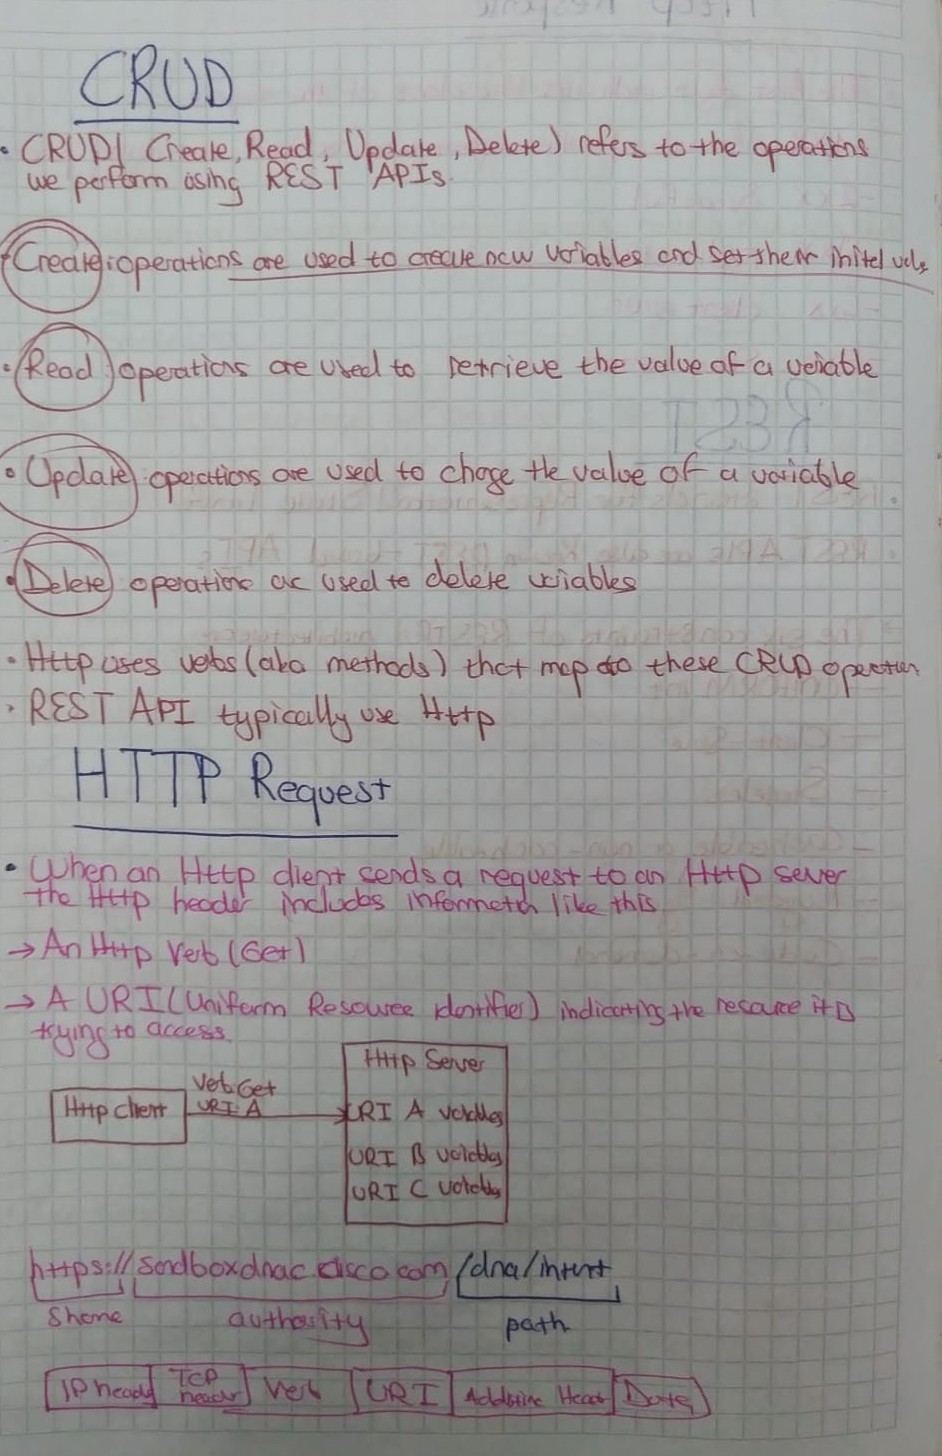 CRUD
• CRUD( Create, Read, Update, Delete) refers to the operations
we perform using REST APIs.
Create operations are used to create new variables and set them initel vals
• Read operations are used to retrieve the value of a variable
• Update operations are used to change the value of a variable
• Delete operations are used to delete variables
• Http uses verbs (aka methods) that map to these CRUD operation
• REST API typically use Http
HTTP Request
• When an Http client sends a request to an Http server
the Http header includes information like this
→ An Http Verb (Get)
→ A URI (Uniform Resource Identifier) indicating the resource it is
trying to access.
Http client
Verb: Get
URI: A
Http Server
URI A variables
URI B variables
URI C variables
https://sandboxdnac.cisco.com/dna/intent
Sheme
authority
path
IP header
TCP
header
Verb
URI
Header
Data